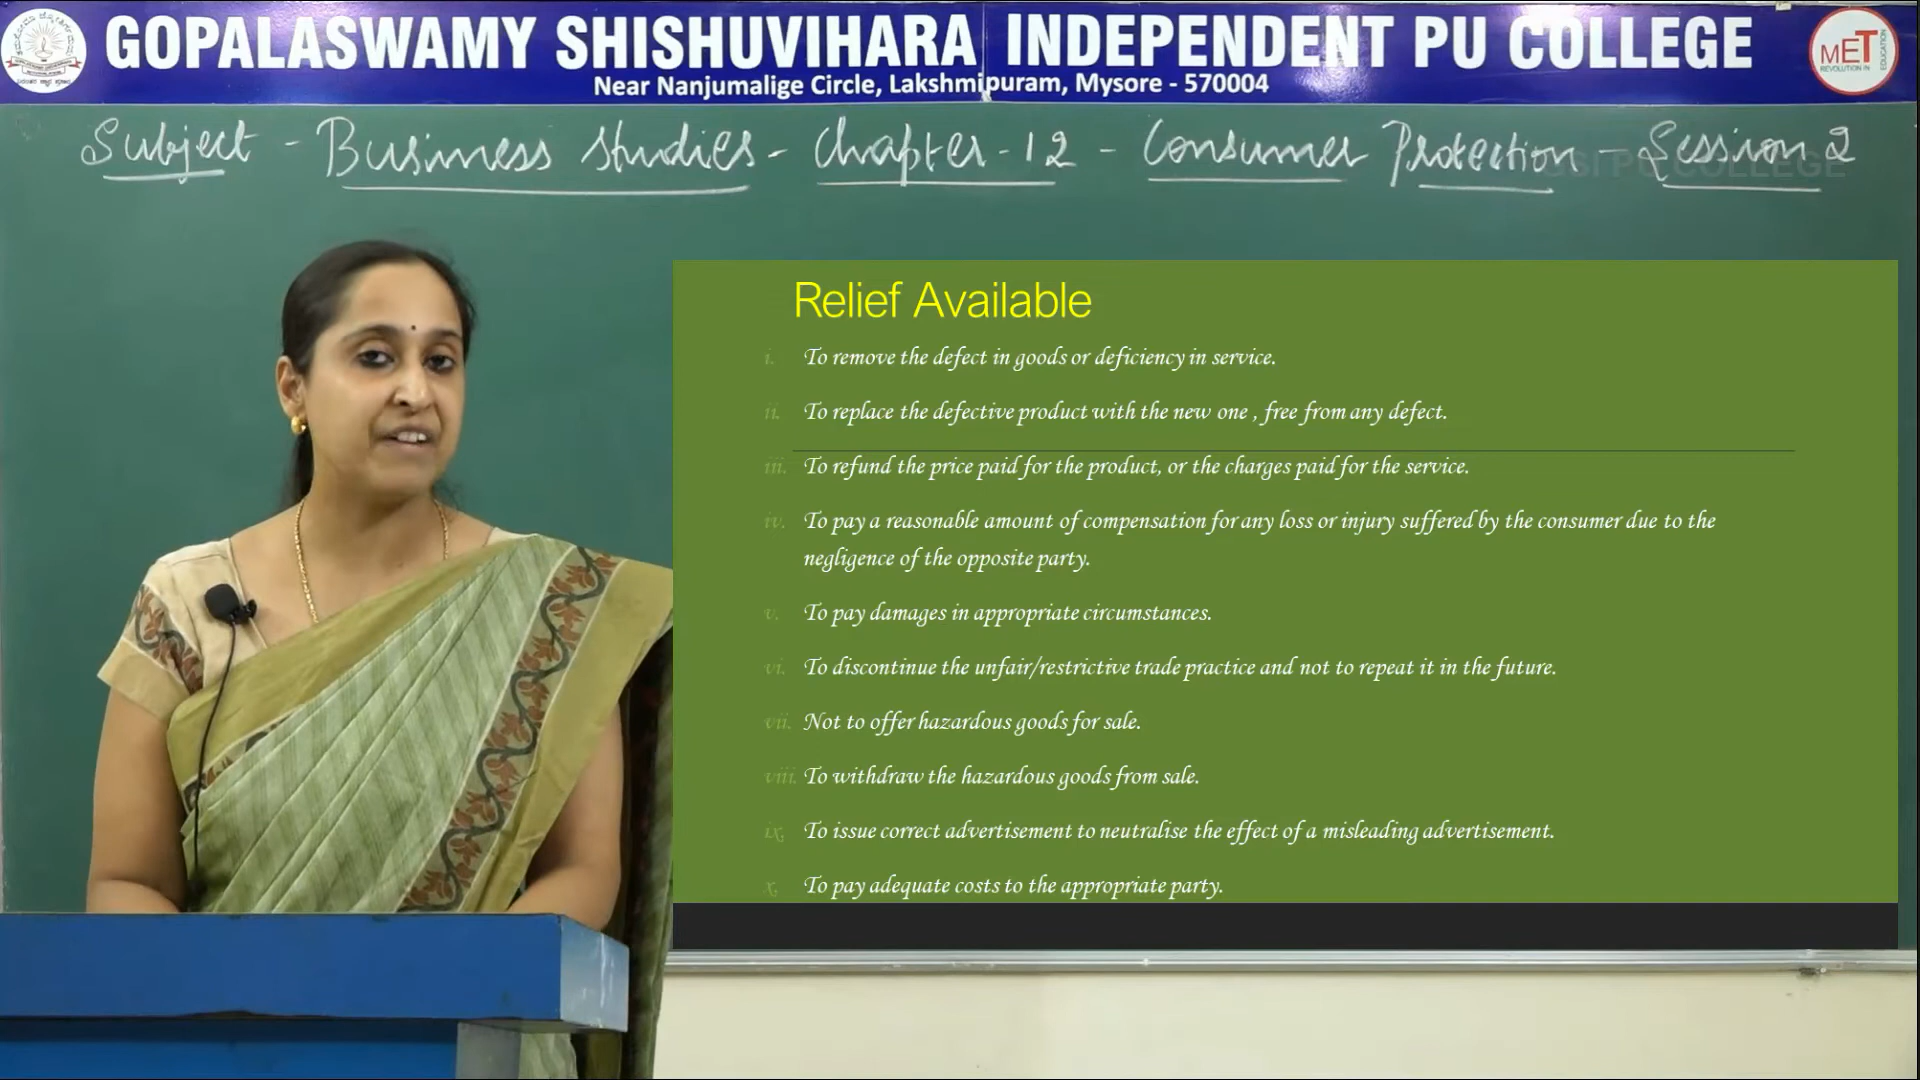 GOPALASWAMY SHISHUVIHARA INDEPENDENT PU COLLEGE
Near Nanjumalige Circle, Lakshmipuram, Mysore - 570004
MET
REVOLUTION IN EDUCATION
Subject - Business Studies - Chapter - 12 - Consumer Protection - Session 2
GSI PU COLLEGE
Relief Available
i. To remove the defect in goods or deficiency in service.
ii. To replace the defective product with the new one , free from any defect.
iii. To refund the price paid for the product, or the charges paid for the service.
iv. To pay a reasonable amount of compensation for any loss or injury suffered by the consumer due to the
negligence of the opposite party.
v. To pay damages in appropriate circumstances.
vi. To discontinue the unfair/restrictive trade practice and not to repeat it in the future.
vii. Not to offer hazardous goods for sale.
viii. To withdraw the hazardous goods from sale.
ix. To issue correct advertisement to neutralise the effect of a misleading advertisement.
x. To pay adequate costs to the appropriate party.